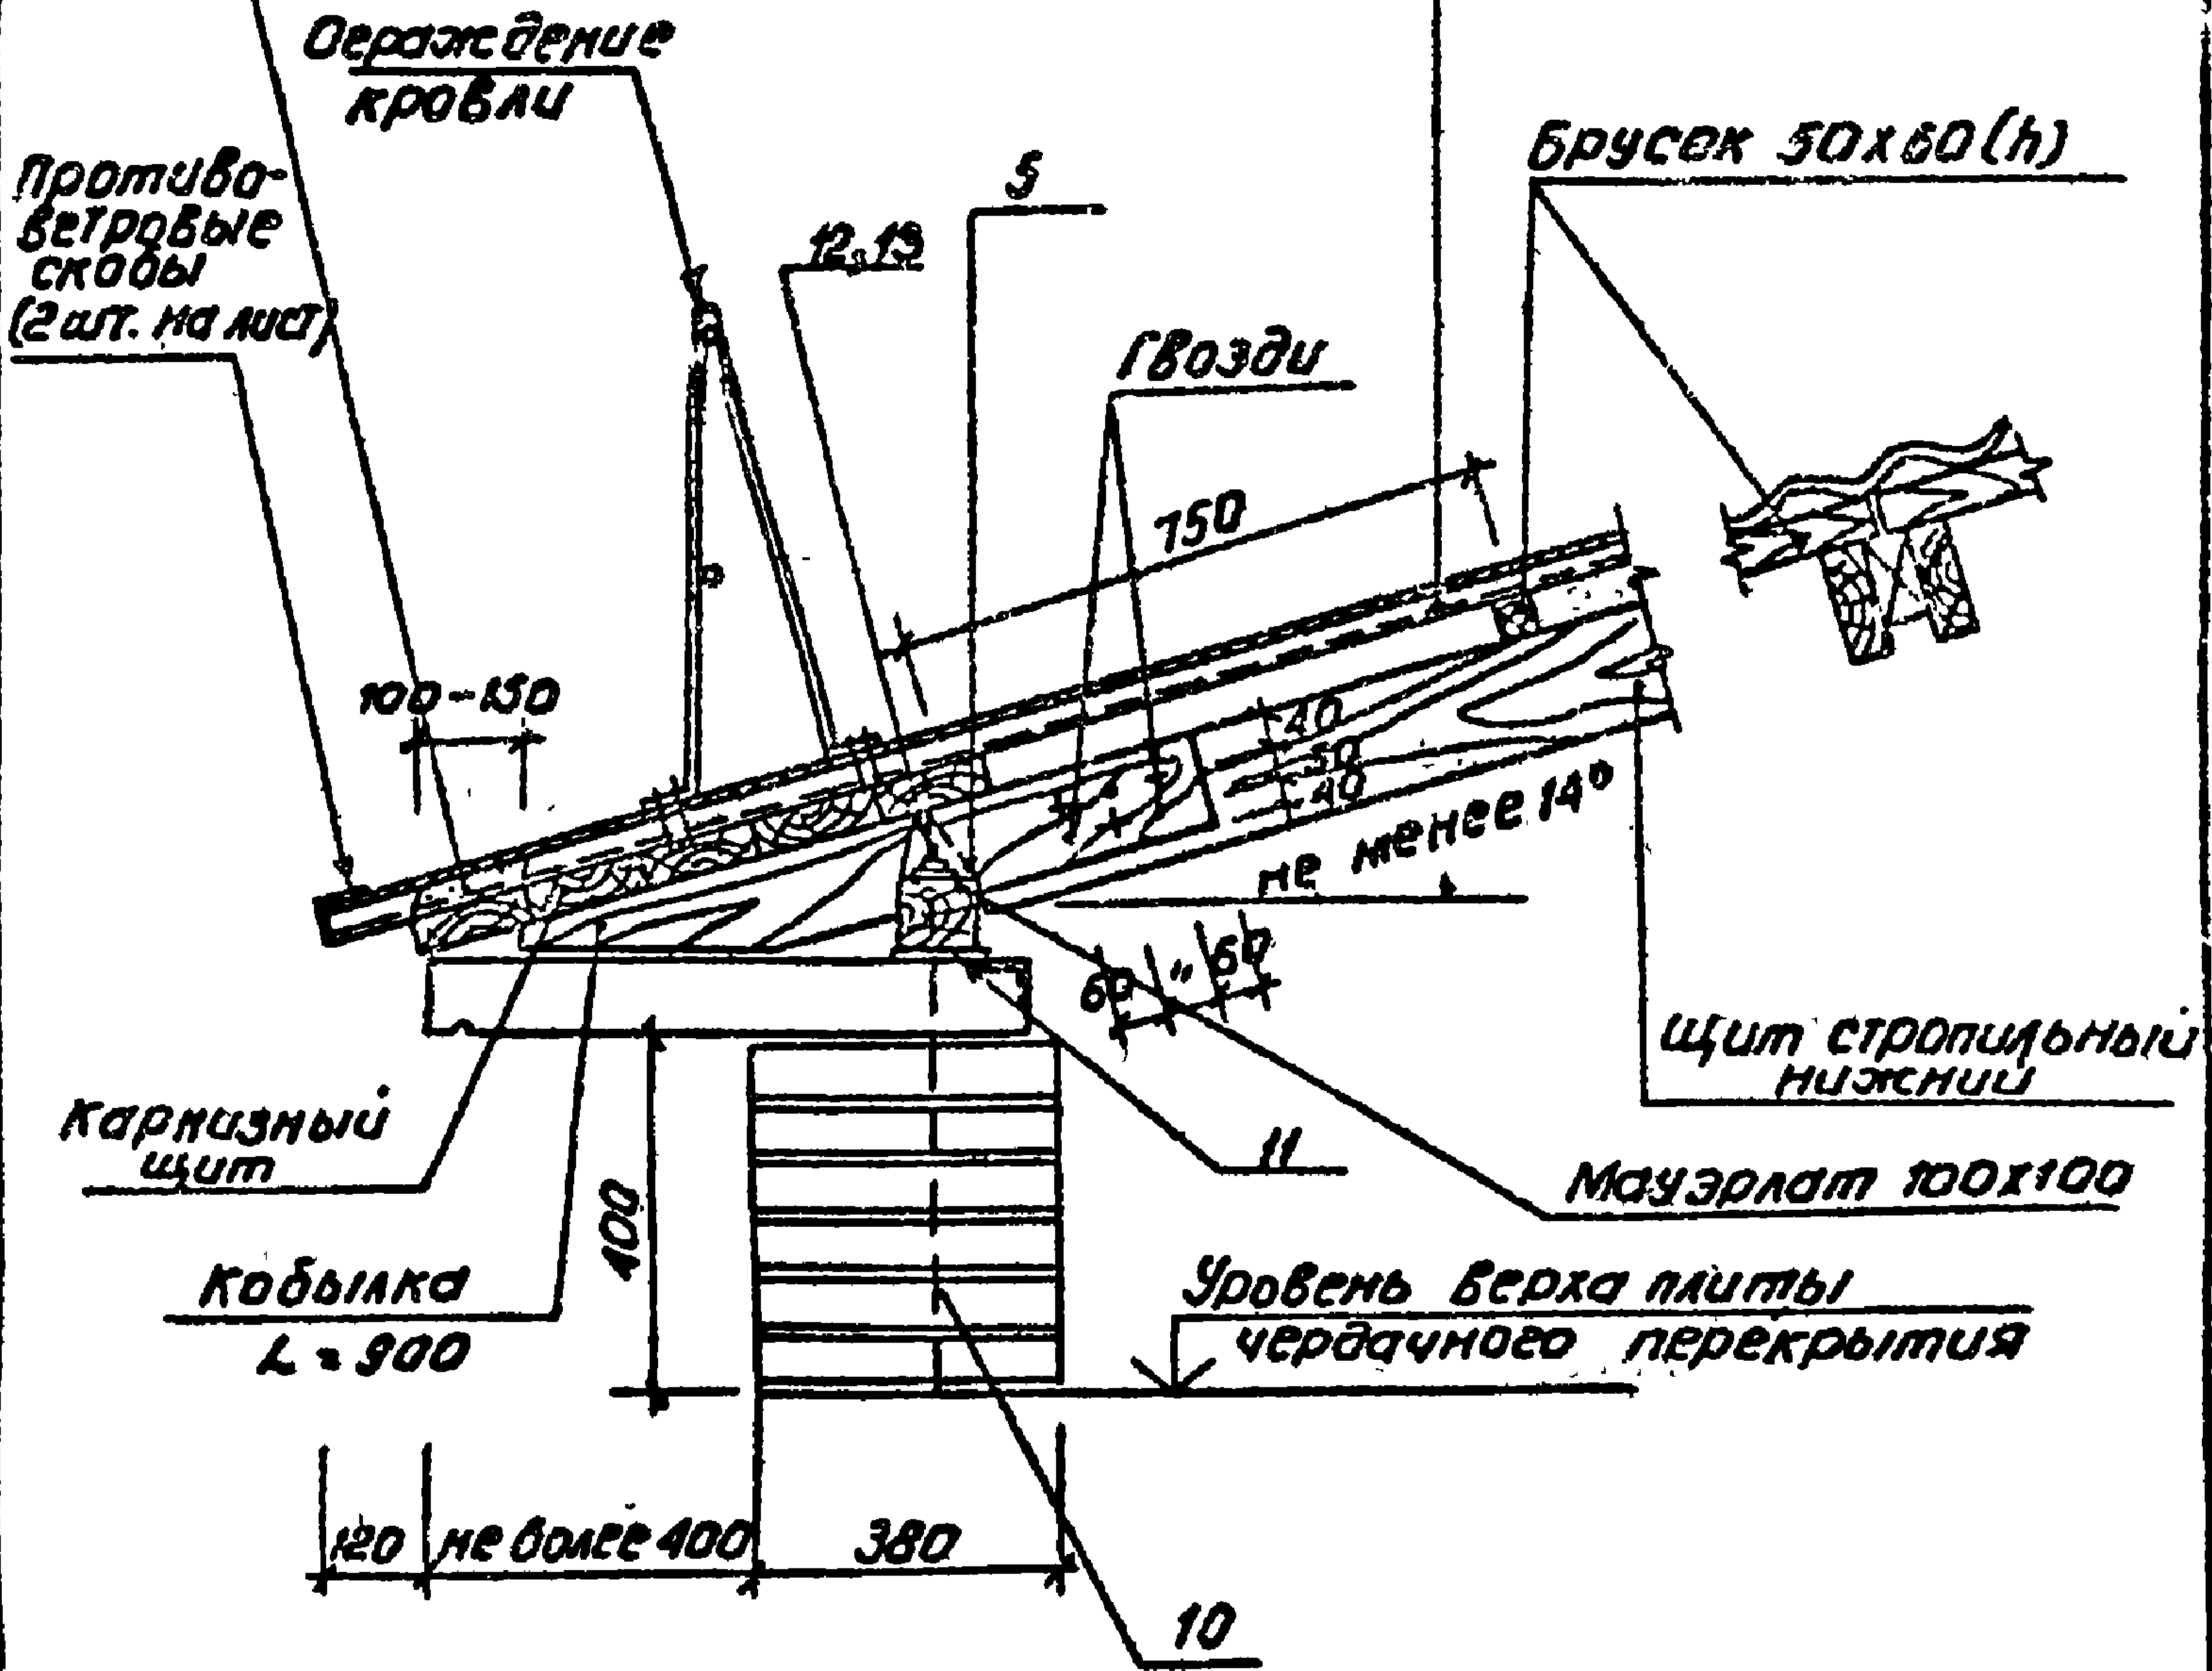 Ограждение
кровли
Противо-
ветровые
скобы
(2 шт. на лист)
5
12,13
Брусек 50х60(h)
Гвозди
750
100-150
40
50
40
не менее 14°
60 " 60
Щит стропильный
нижний
Карнизный
щит
11
Мауэрлат 100х100
400
Кобылка
L = 900
Уровень верха плиты
чердачного перекрытия
120
не более 400
380
10